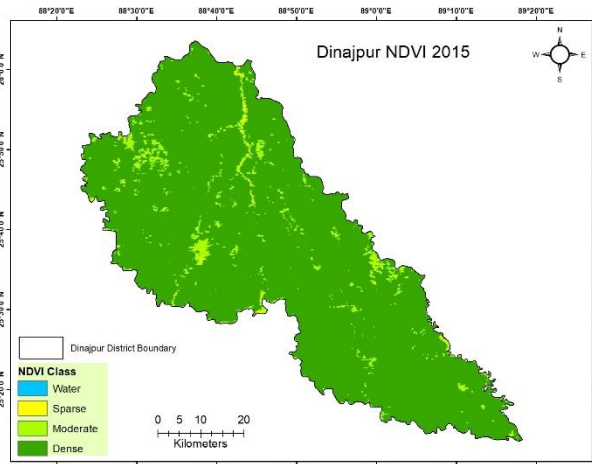 88°20'0"E 88°30'0"E 88°40'0"E 88°50'0"E 89°0'0"E 89°10'0"E 89°20'0"E
Dinajpur NDVI 2015
N
W E
S
Dinajpur District Boundary
NDVI Class
Water
Sparse
Moderate
Dense
0 5 10 20
Kilometers